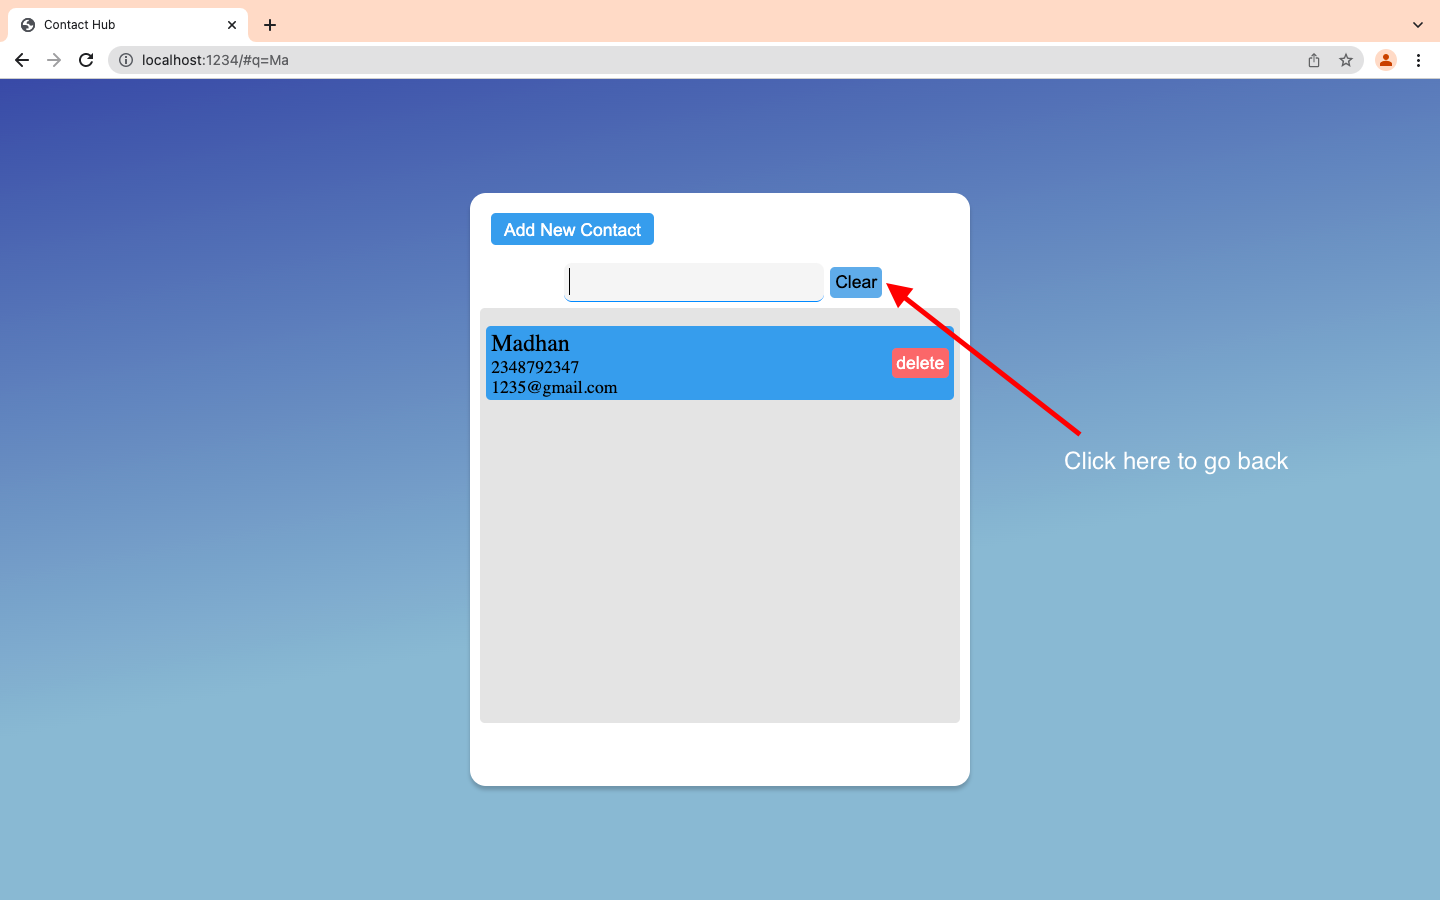 Contact Hub
localhost:1234/#q=Ma
Add New Contact
Clear
Madhan
2348792347
1235@gmail.com
delete
Click here to go back